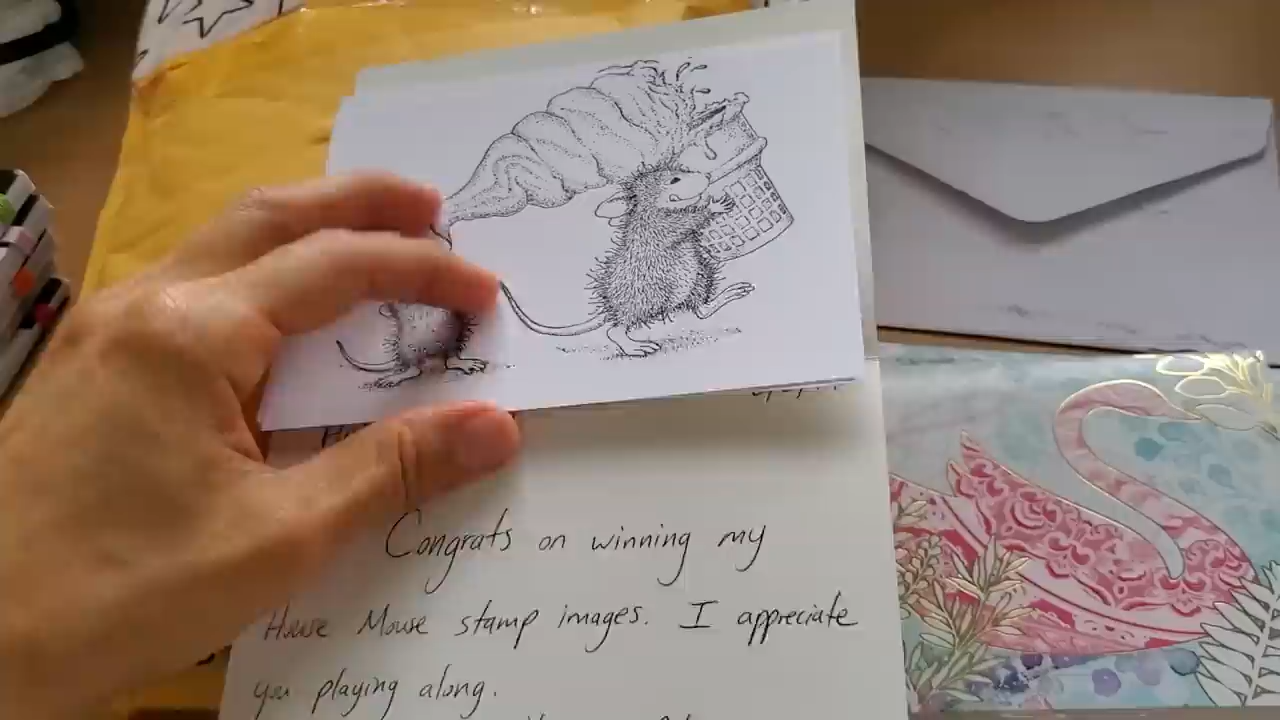 Congrats on winning my
House Mouse stamp images. I appreciate
you playing along.